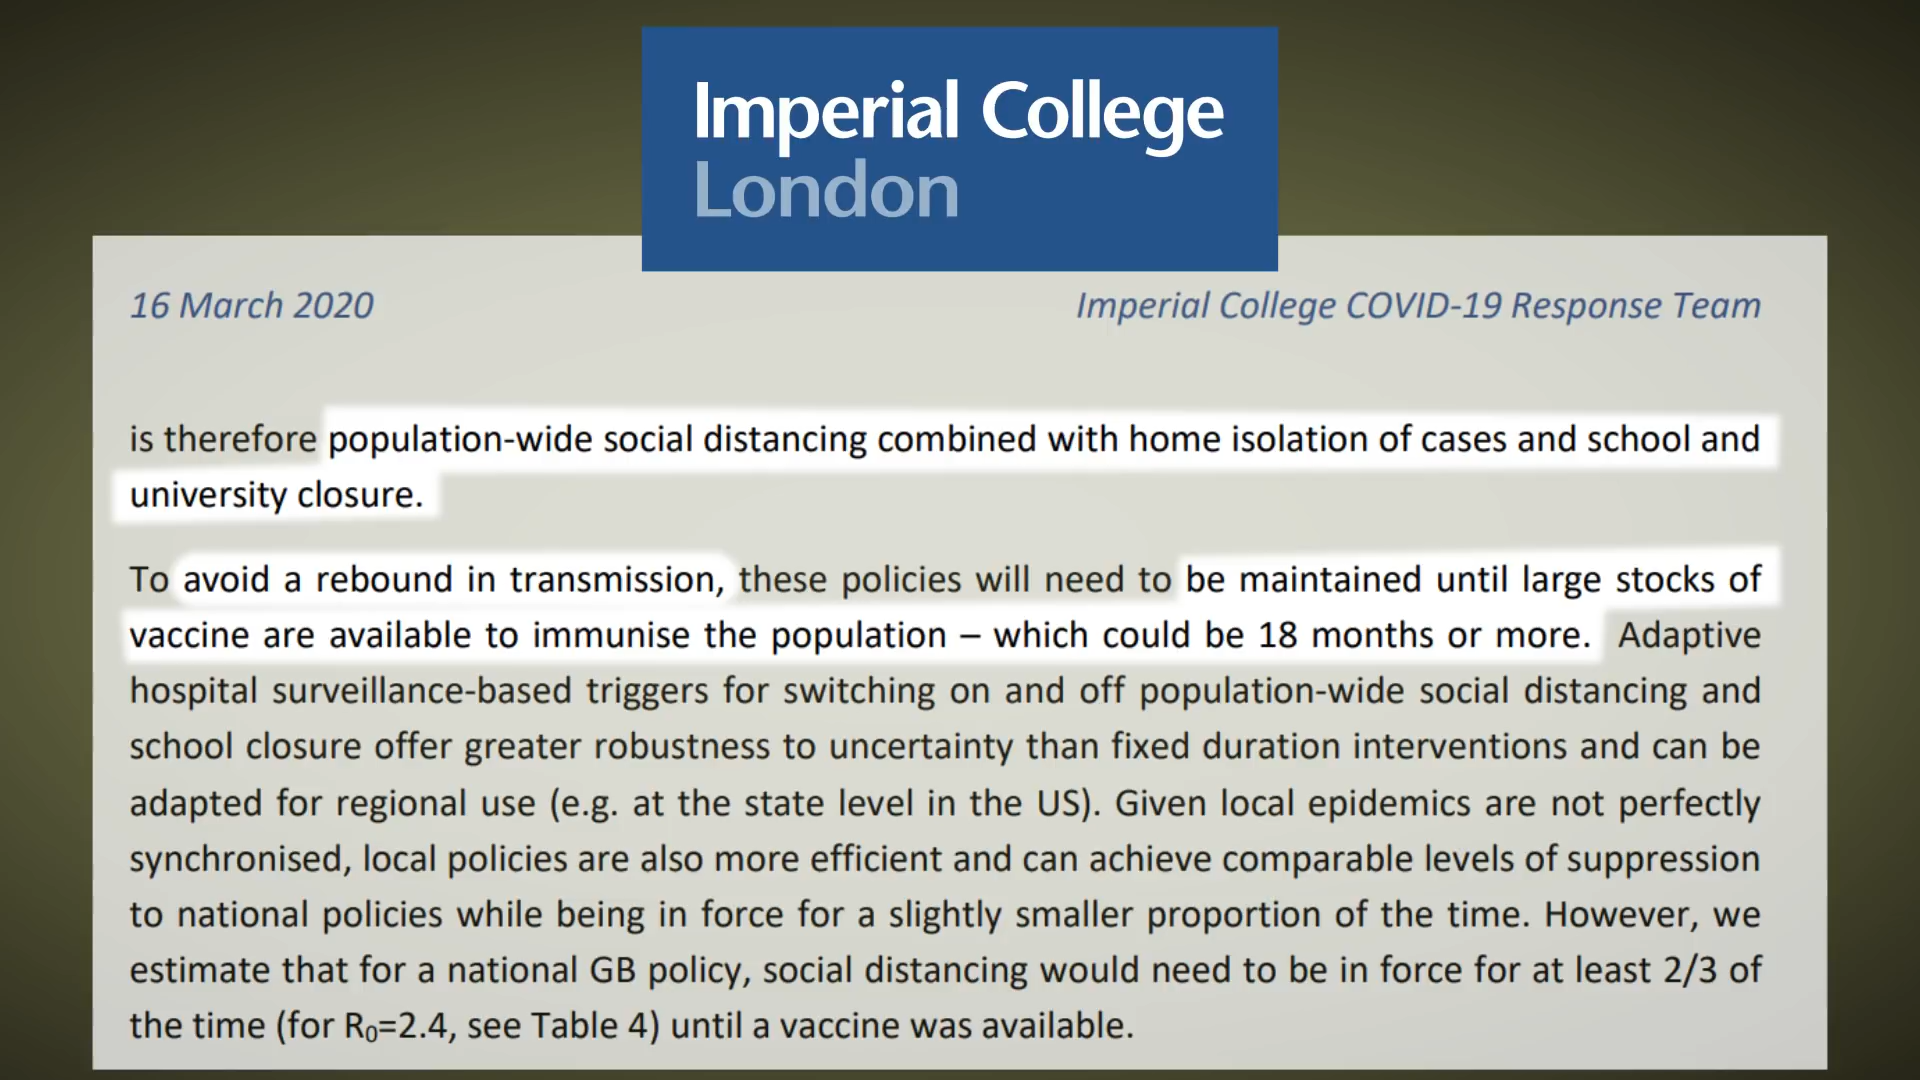 Imperial College
London
16 March 2020
Imperial College COVID-19 Response Team
is therefore population-wide social distancing combined with home isolation of cases and school and
university closure.
To avoid a rebound in transmission, these policies will need to be maintained until large stocks of
vaccine are available to immunise the population – which could be 18 months or more. Adaptive
hospital surveillance-based triggers for switching on and off population-wide social distancing and
school closure offer greater robustness to uncertainty than fixed duration interventions and can be
adapted for regional use (e.g. at the state level in the US). Given local epidemics are not perfectly
synchronised, local policies are also more efficient and can achieve comparable levels of suppression
to national policies while being in force for a slightly smaller proportion of the time. However, we
estimate that for a national GB policy, social distancing would need to be in force for at least 2/3 of
the time (for R₀=2.4, see Table 4) until a vaccine was available.